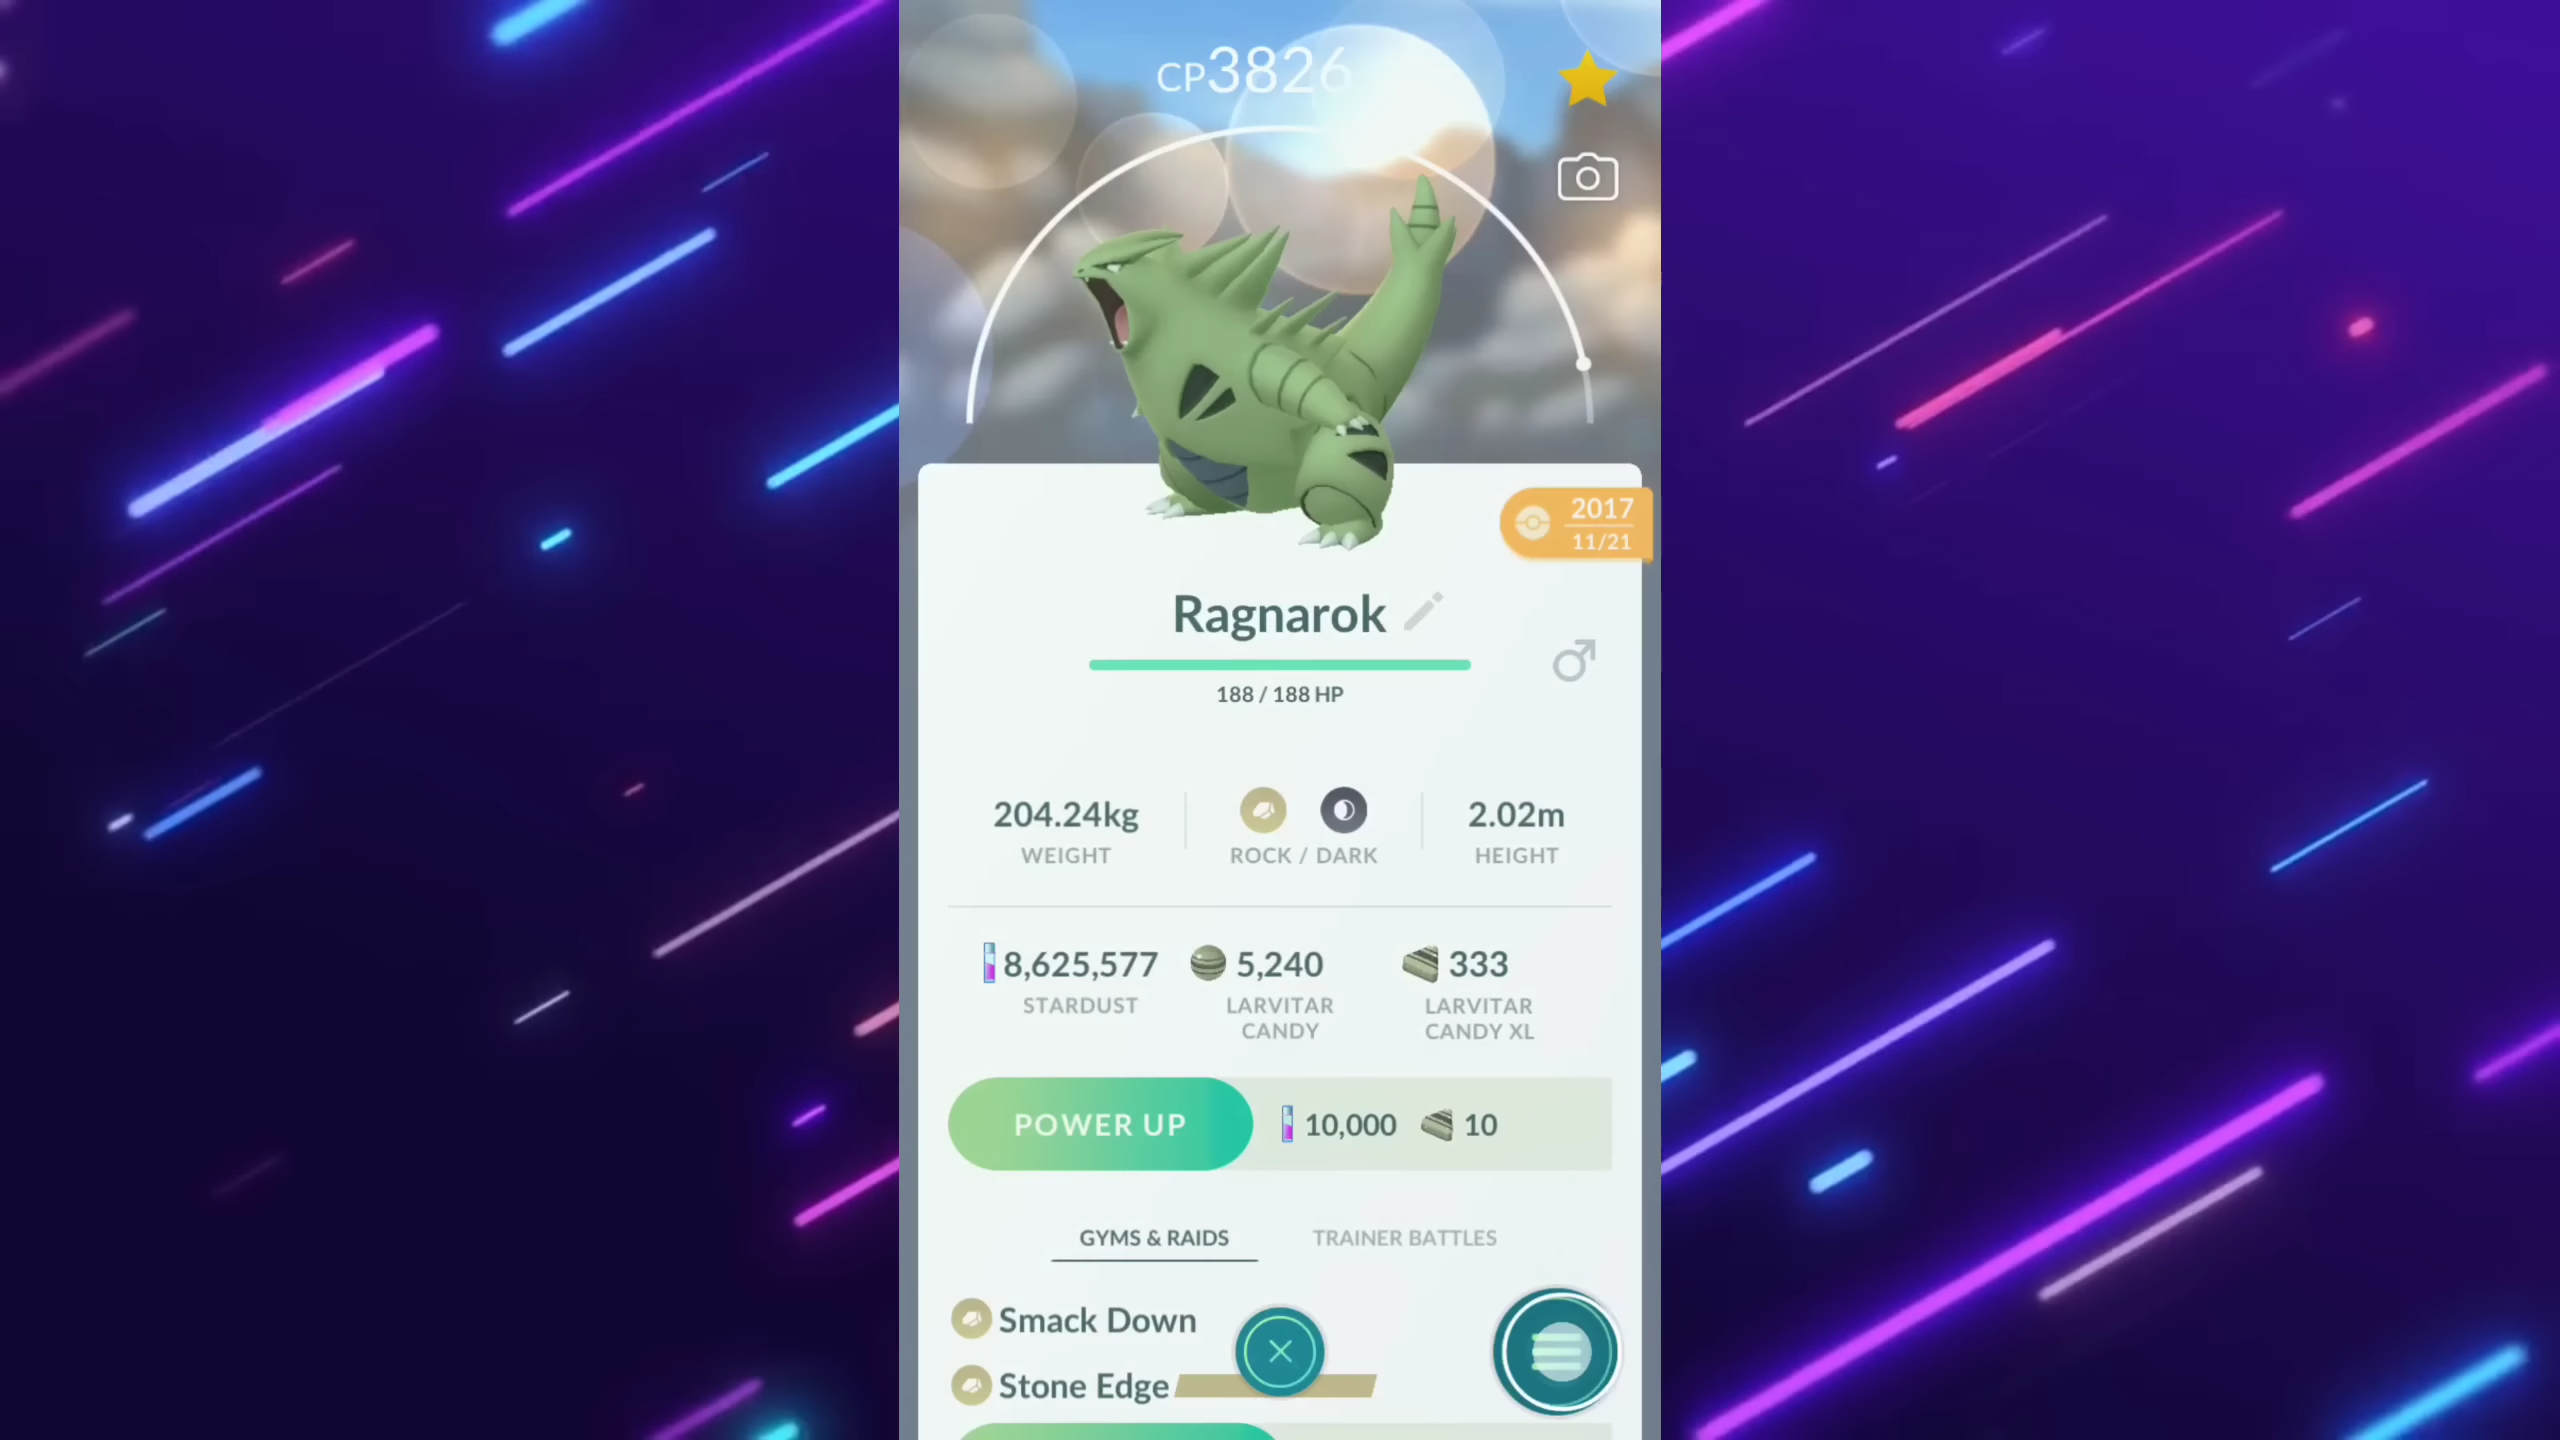 CP3826
2017
11/21
Ragnarok
188 / 188 HP
204.24kg
WEIGHT
ROCK / DARK
2.02m
HEIGHT
8,625,577
STARDUST
5,240
LARVITAR
CANDY
333
LARVITAR
CANDY XL
POWER UP
10,000
10
GYMS & RAIDS
TRAINER BATTLES
Smack Down
Stone Edge